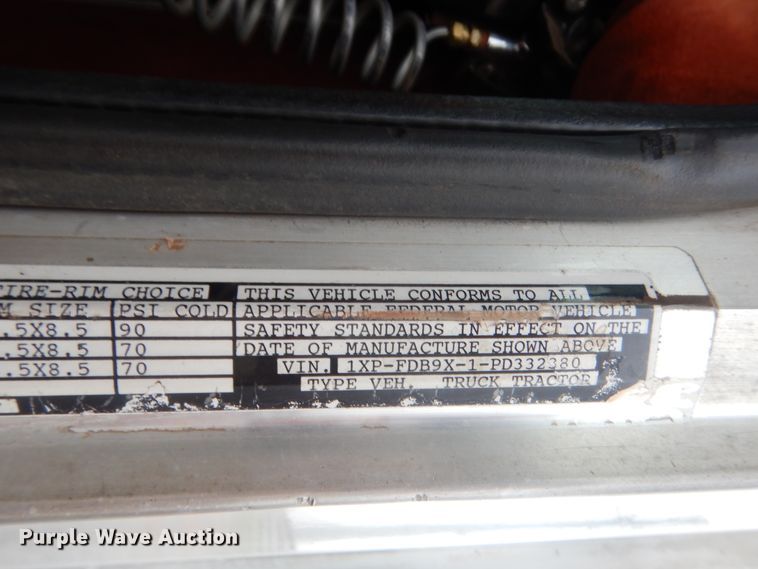 TIRE-RIM CHOICE
M SIZE PSI COLD
.5X8.5 90
.5X8.5 70
.5X8.5 70
THIS VEHICLE CONFORMS TO ALL
APPLICABLE FEDERAL MOTOR VEHICLE
SAFETY STANDARDS IN EFFECT ON THE
DATE OF MANUFACTURE SHOWN ABOVE
VIN. 1XP-FDB9X-1-PD332380
TYPE VEH. TRUCK TRACTOR
Purple Wave Auction